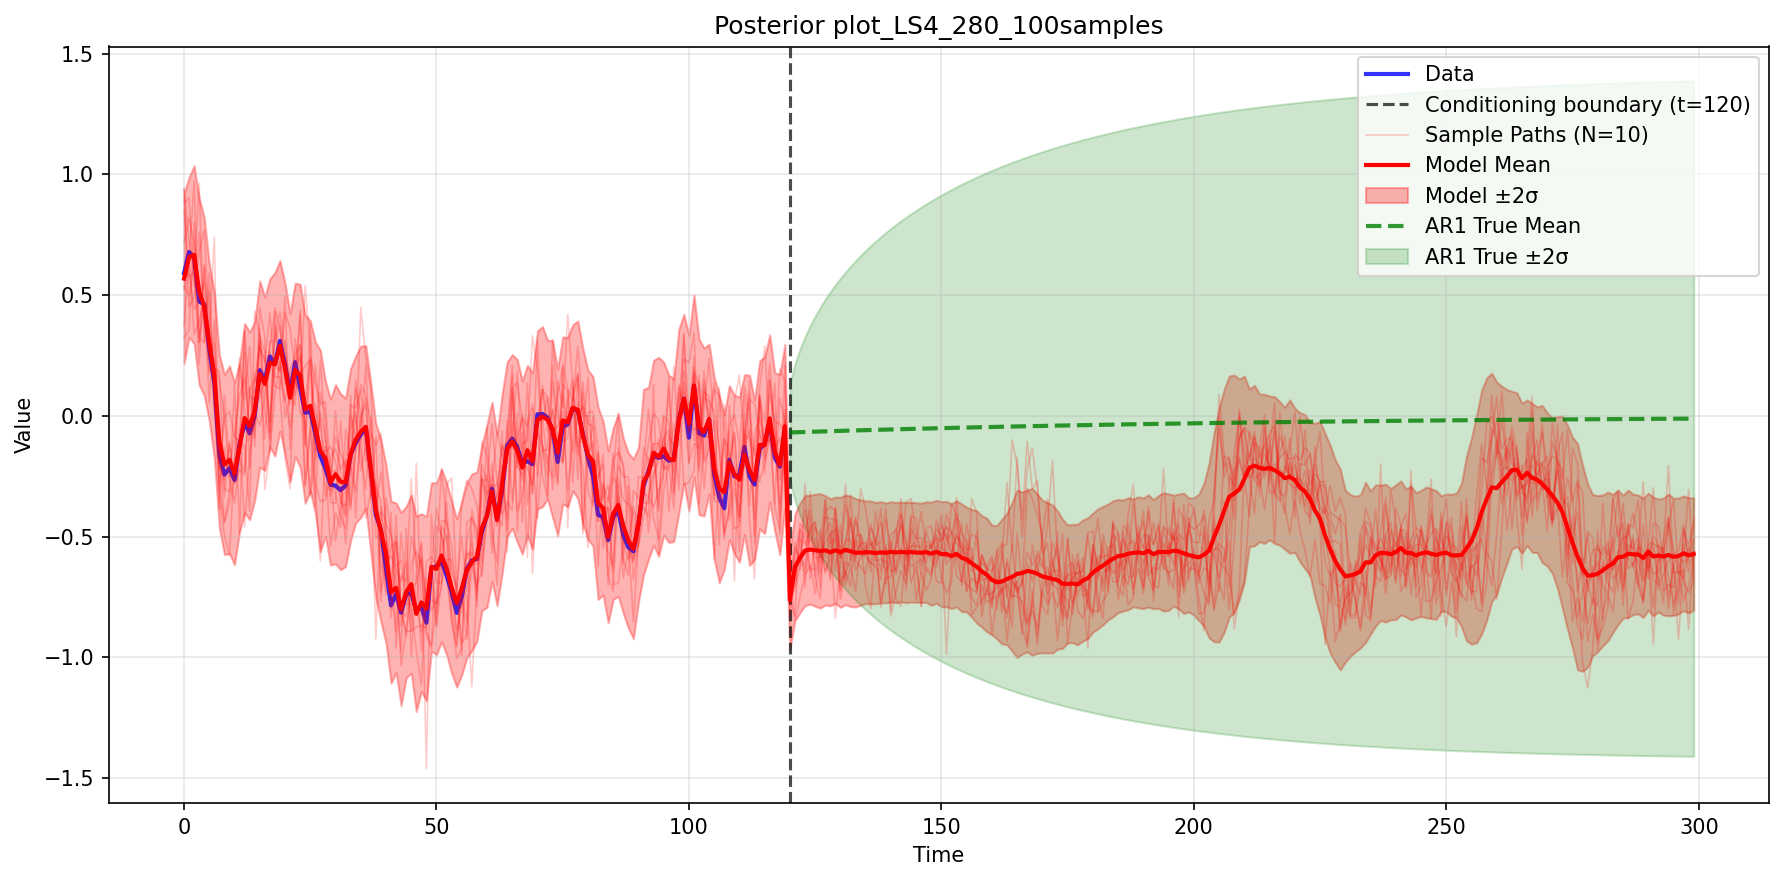 Posterior plot_LS4_280_100samples
1.5
1.0
0.5
0.0
−0.5
−1.0
−1.5
Value
Data
Conditioning boundary (t=120)
Sample Paths (N=10)
Model Mean
Model ±2σ
AR1 True Mean
AR1 True ±2σ
0
50
100
150
200
250
300
Time